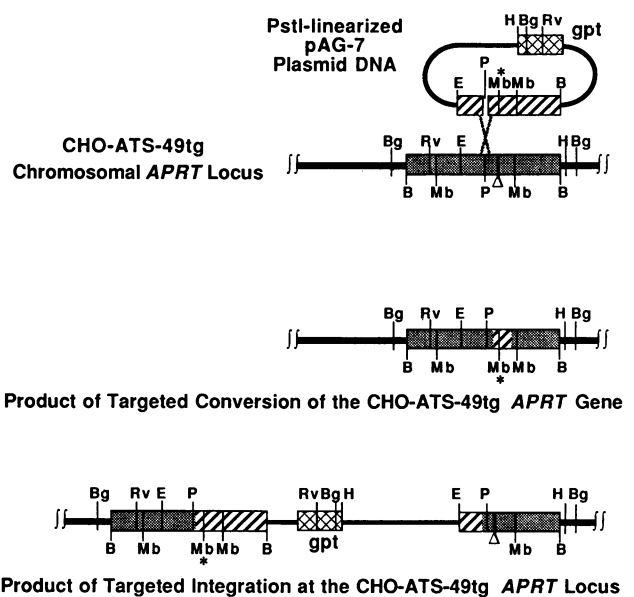 PstI-linearized
pAG-7
Plasmid DNA
H Bg Rv gpt
P
E Mb Mb B
*
CHO-ATS-49tg
Chromosomal APRT Locus
Bg Rv E H Bg
B Mb P Δ Mb B
Bg Rv E P H Bg
B Mb Mb Mb B
*
Product of Targeted Conversion of the CHO-ATS-49tg APRT Gene
Bg Rv E P Rv Bg H E P H Bg
B Mb Mb Mb B gpt Δ Mb B
*
Product of Targeted Integration at the CHO-ATS-49tg APRT Locus